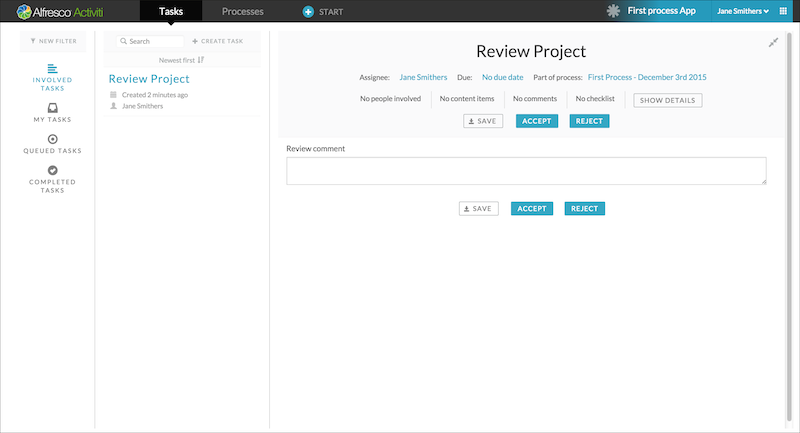 Alfresco Activiti
Tasks
Processes
START
First process App
Jane Smithers
NEW FILTER
INVOLVED
TASKS
MY TASKS
QUEUED TASKS
COMPLETED
TASKS
Search
CREATE TASK
Newest first
Review Project
Created 2 minutes ago
Jane Smithers
Review Project
Assignee: Jane Smithers Due: No due date Part of process: First Process - December 3rd 2015
No people involved No content items No comments No checklist SHOW DETAILS
SAVE ACCEPT REJECT
Review comment
SAVE ACCEPT REJECT